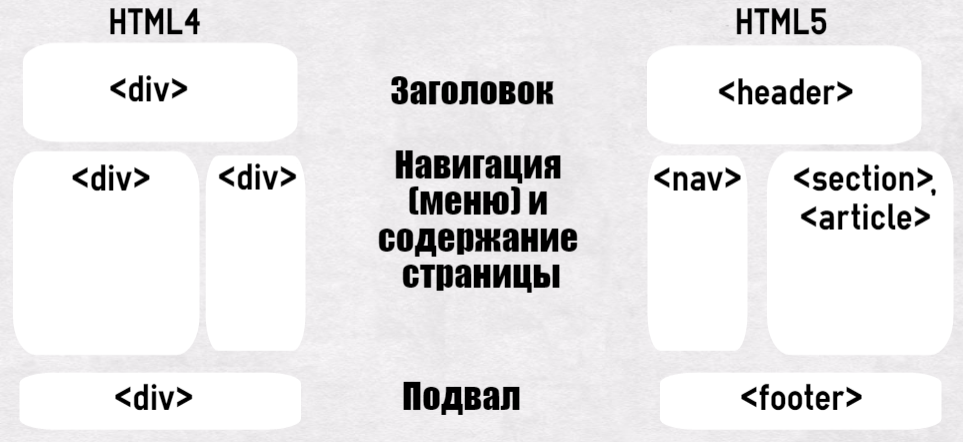 HTML4
HTML5
<div>
Заголовок
<header>
<div>
<div>
Навигация
(меню) и
содержание
страницы
<nav>
<section>,
<article>
<div>
Подвал
<footer>